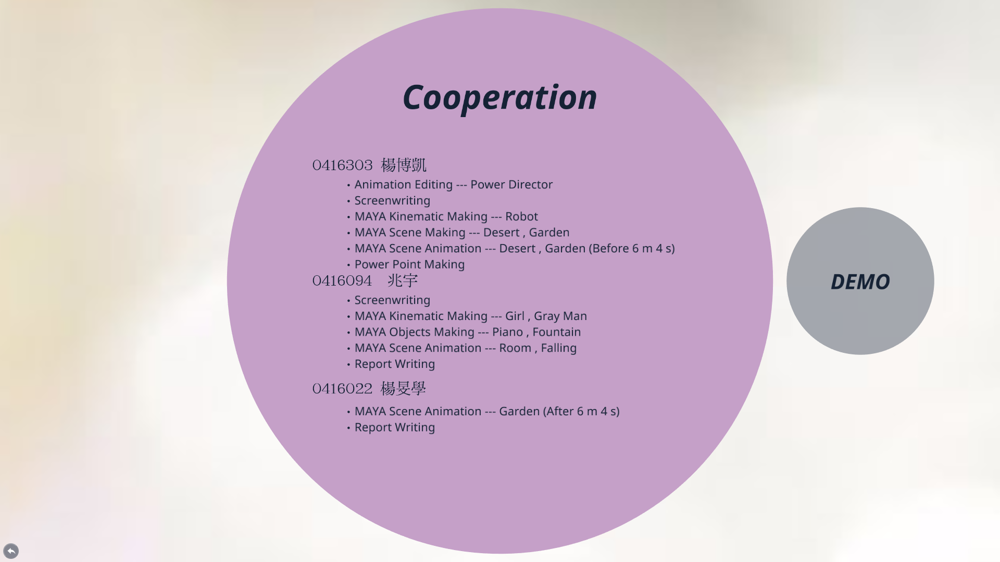 Cooperation
0416303 楊博凱
• Animation Editing --- Power Director
• Screenwriting
• MAYA Kinematic Making --- Robot
• MAYA Scene Making --- Desert , Garden
• MAYA Scene Animation --- Desert , Garden (Before 6 m 4 s)
• Power Point Making
0416094 兆宇
• Screenwriting
• MAYA Kinematic Making --- Girl , Gray Man
• MAYA Objects Making --- Piano , Fountain
• MAYA Scene Animation --- Room , Falling
• Report Writing
0416022 楊旻學
• MAYA Scene Animation --- Garden (After 6 m 4 s)
• Report Writing
DEMO